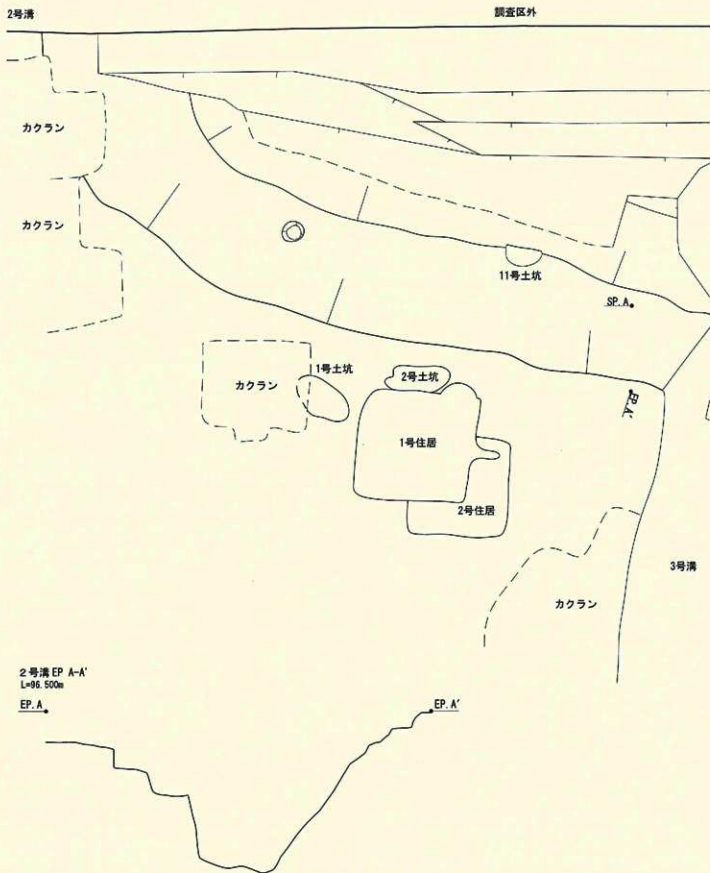 2号溝
調査区外
カクラン
カクラン
11号土坑
SP.A
1号土坑
2号土坑
カクラン
EP.A'
1号住居
2号住居
3号溝
カクラン
2号溝 EP A-A'
L=96.500m
EP.A
EP.A'